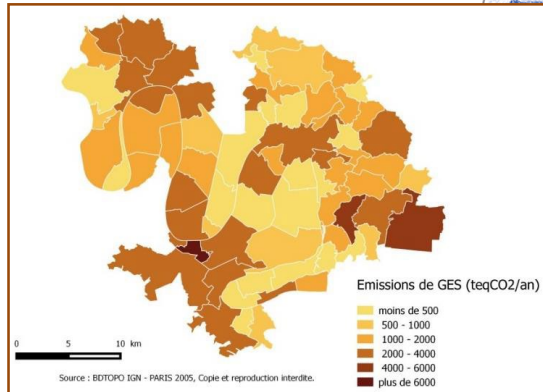 Emissions de GES (teqCO2/an)
moins de 500
500 - 1000
1000 - 2000
2000 - 4000
4000 - 6000
plus de 6000
0 5 10 km
Source : BDTOPO IGN - PARIS 2005, Copie et reproduction interdite.